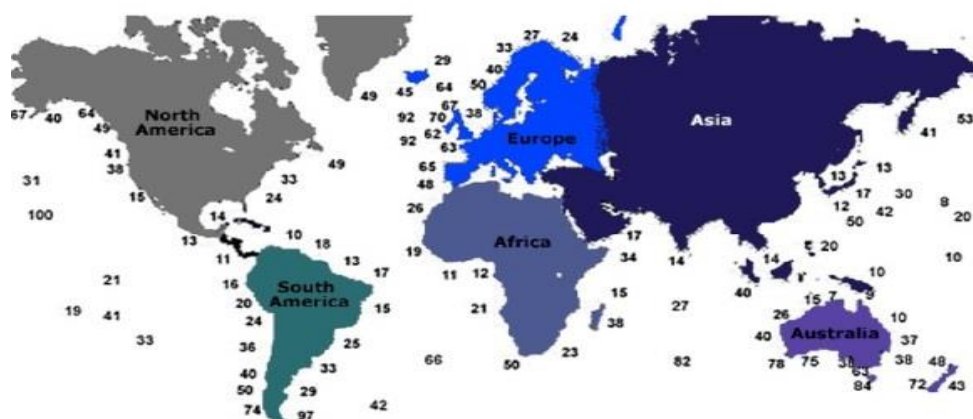 27 24
33
29
40
49 45 50 64
67 38
67 40 64 North America 92 70 Asia 53
49 92 62 Europe 41
41 63
38 49 65 13 13
31 33 48 17 30
15 24 26 12 42 8
100 14 50 20
13 10 19 Africa 17 20
11 18 34 14 14 10
13 17 11 12 10
21 16 South America 15 40 7 9
20 15 21 27 15
19 41 24 38 26 10
33 36 25 40 Australia 37
66 50 23 82 78 75 38 38 48
40 33 63
50 29 84 72 43
74 97 42